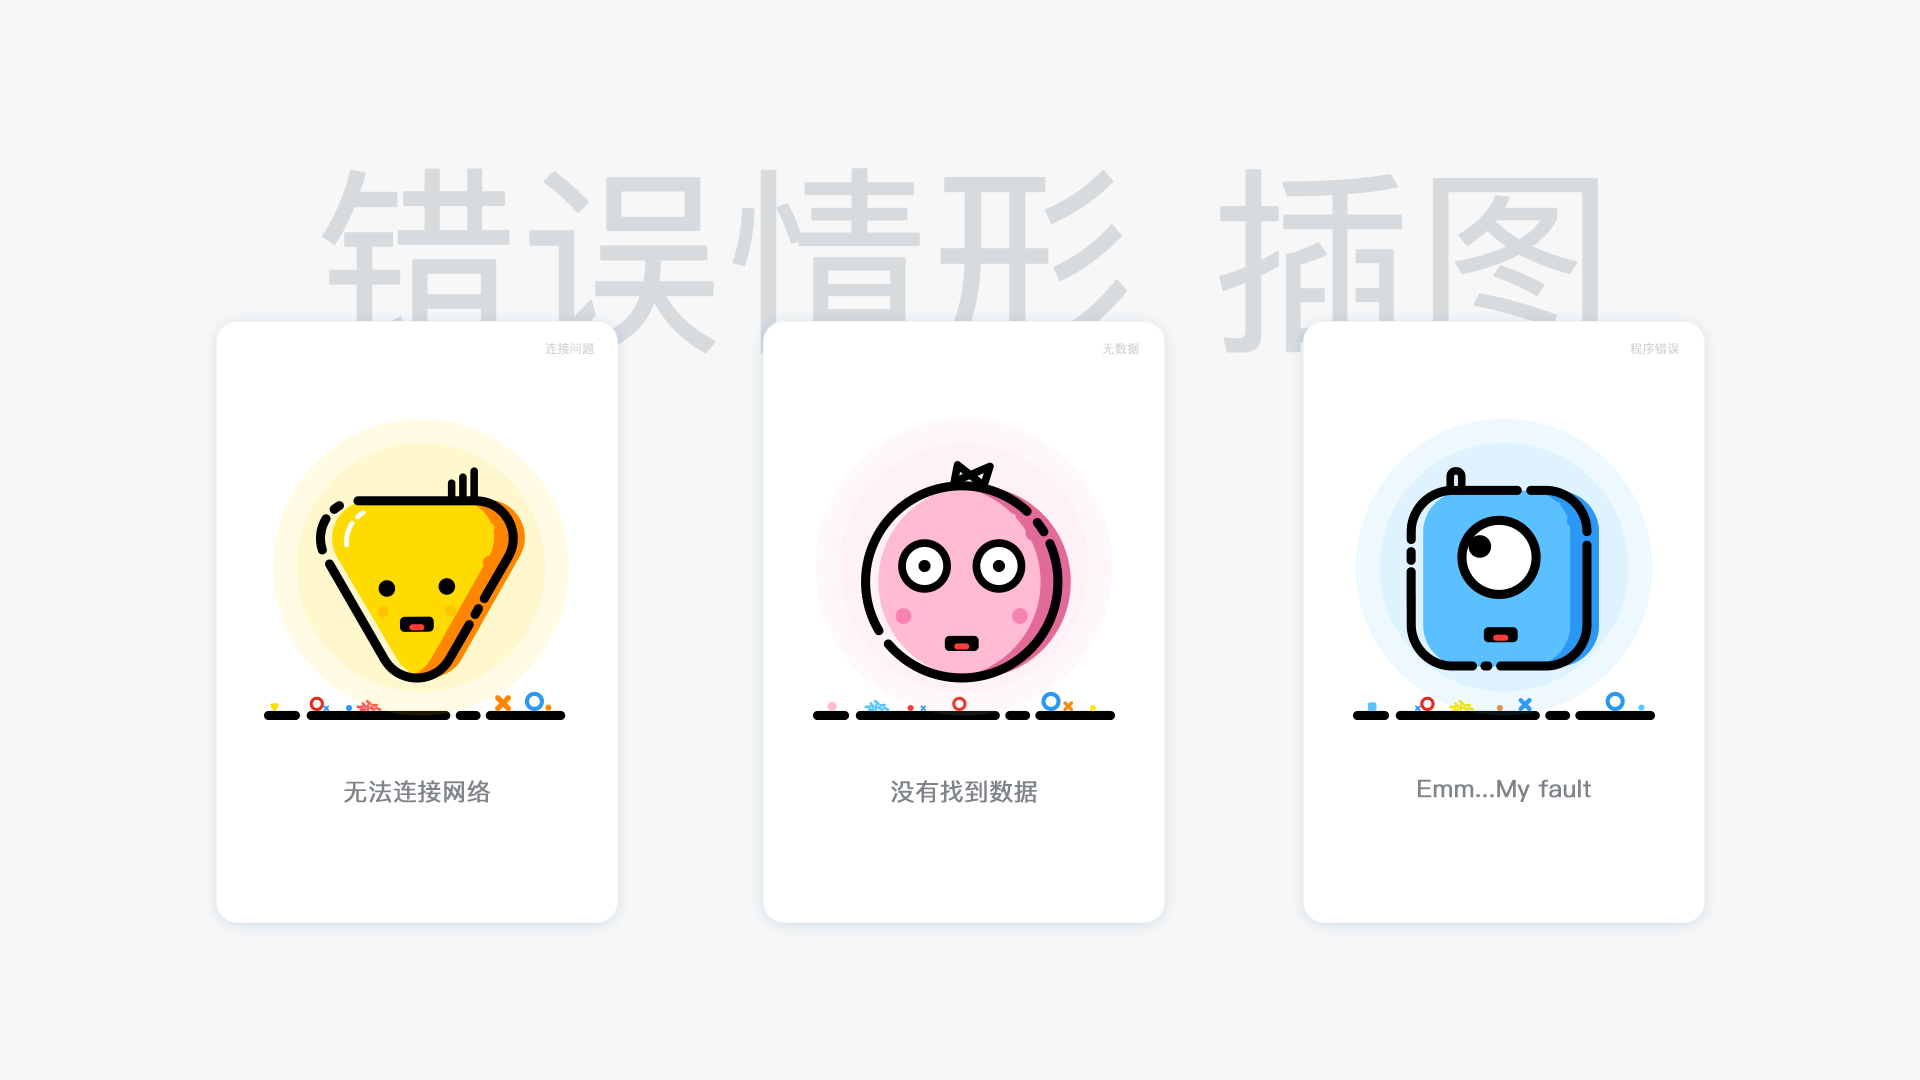 错误情形 插图
连接问题
无法连接网络
无数据
没有找到数据
程序错误
Emm...My fault